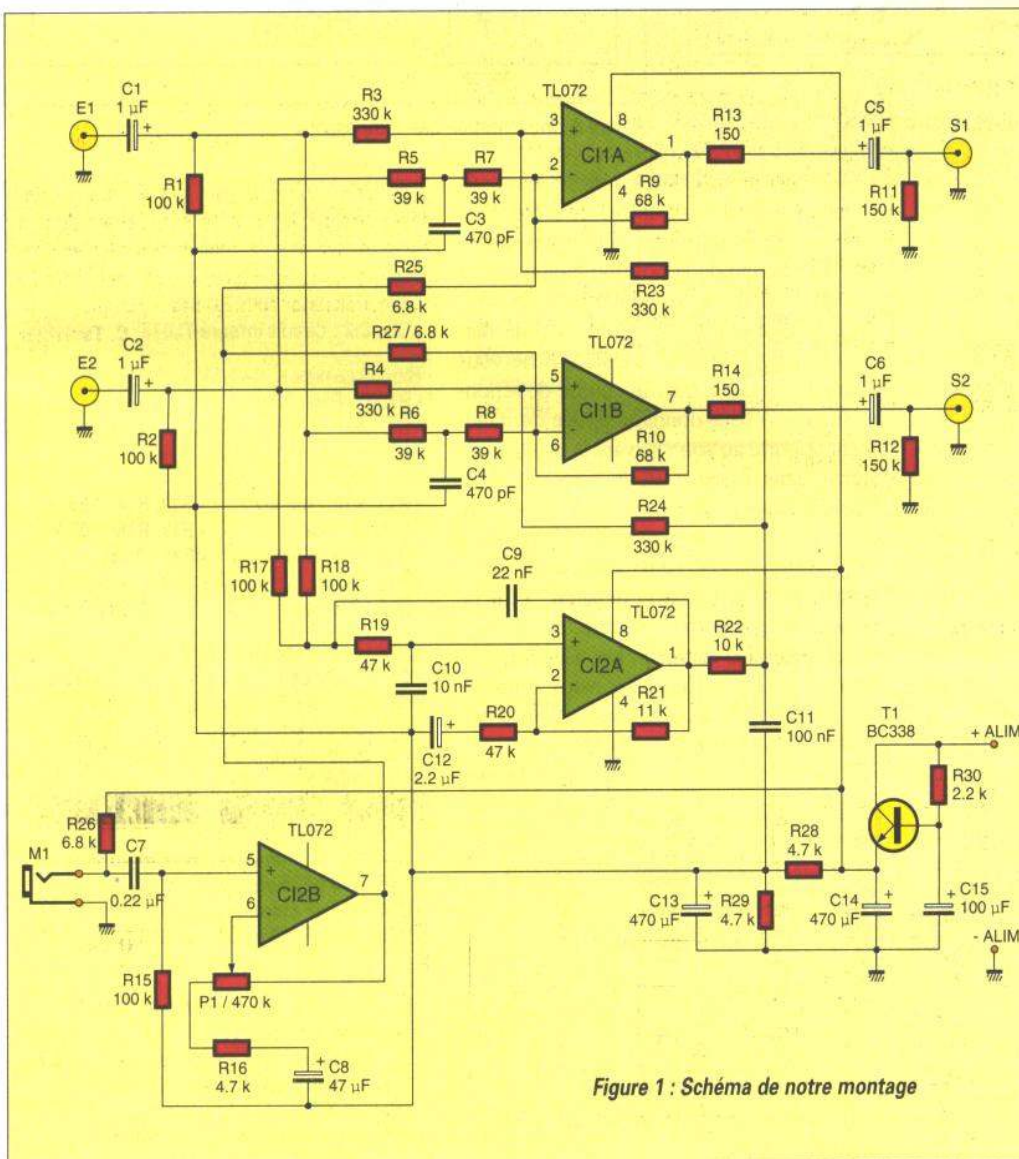 E1
C1
1 µF
+
R1
100 k
R3
330 k
R5
39 k
R7
39 k
C3
470 pF
TL072
3
+
2
-
CI1A
8
4
1
R9
68 k
R13
150
C5
1 µF
+
S1
R11
150 k
R25
6.8 k
R23
330 k
R27 / 6.8 k
E2
C2
1 µF
+
R2
100 k
R4
330 k
R6
39 k
R8
39 k
C4
470 pF
TL072
5
+
6
-
CI1B
7
R10
68 k
R14
150
C6
1 µF
+
S2
R12
150 k
R24
330 k
R17
100 k
R18
100 k
C9
22 nF
R19
47 k
C10
10 nF
TL072
3
+
2
-
CI2A
8
4
1
R22
10 k
R21
11 k
R20
47 k
C12
2.2 µF
+
C11
100 nF
T1
BC338
+ ALIM
R30
2.2 k
R26
6.8 k
M1
C7
0.22 µF
TL072
5
+
6
-
CI2B
7
R28
4.7 k
C13
470 µF
+
R29
4.7 k
C14
470 µF
+
C15
100 µF
+
- ALIM
R15
100 k
P1 / 470 k
R16
4.7 k
C8
47 µF
+
Figure 1 : Schéma de notre montage